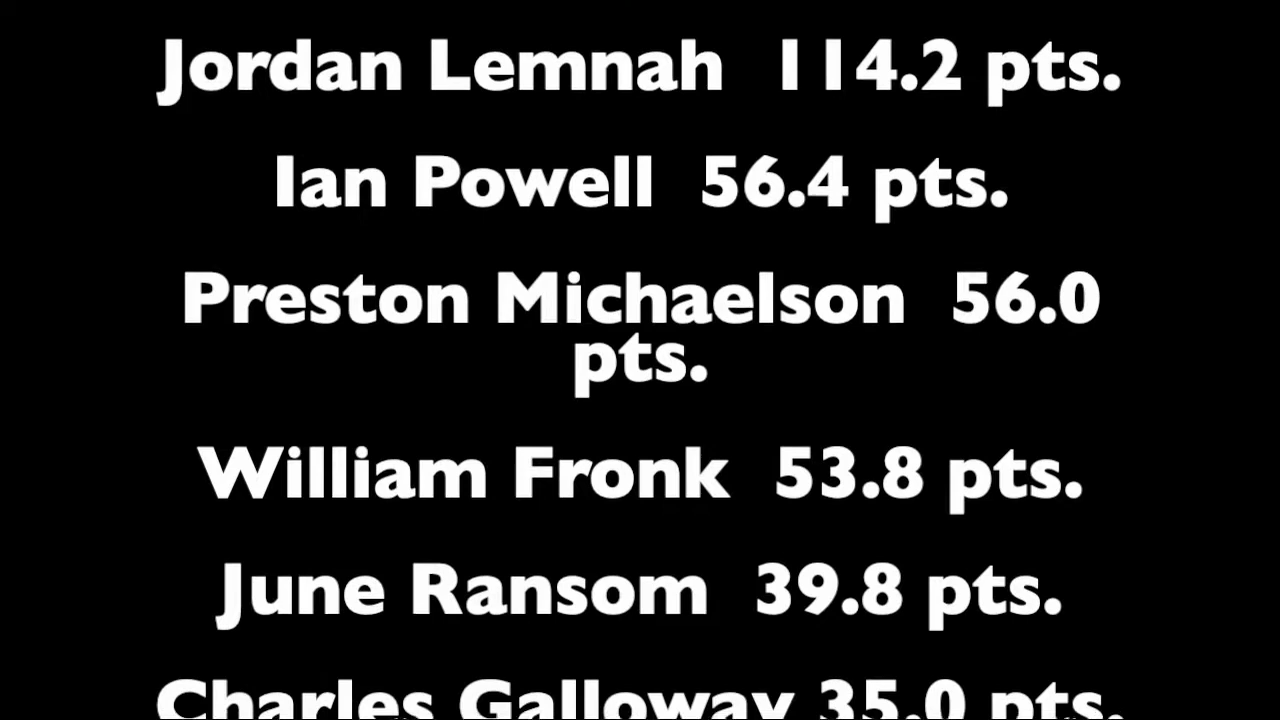 Jordan Lemnah  114.2 pts.
Ian Powell  56.4 pts.
Preston Michaelson  56.0
pts.
William Fronk  53.8 pts.
June Ransom  39.8 pts.
Charles Galloway 35.0 pts.